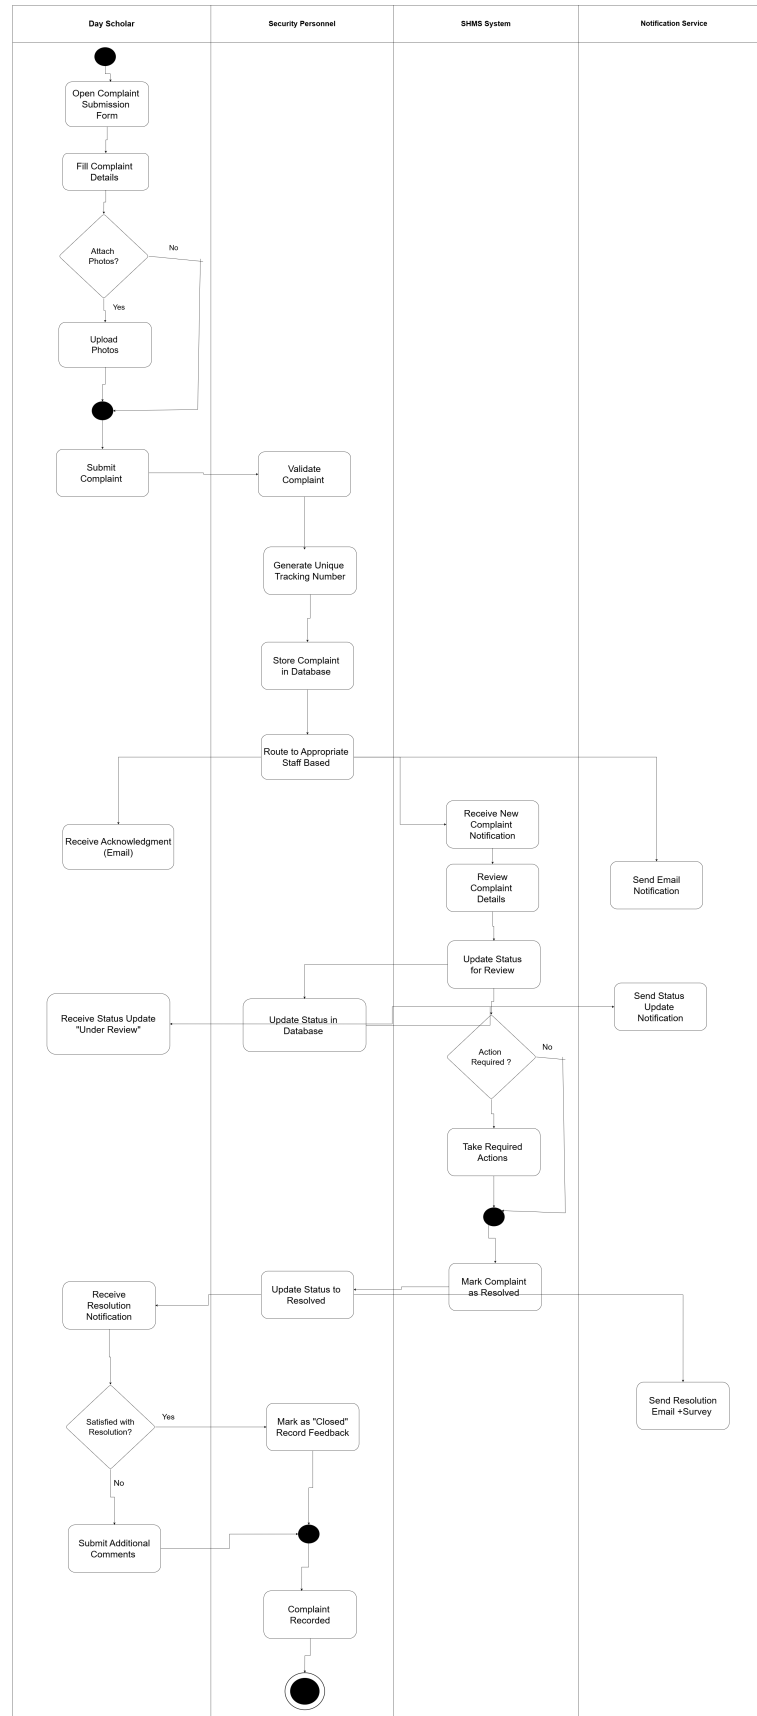 Day Scholar
Security Personnel
SHMS System
Notification Service
Open Complaint
Submission
Form
Fill Complaint
Details
Attach
Photos?
No
Yes
Upload
Photos
Submit
Complaint
Validate
Complaint
Generate Unique
Tracking Number
Store Complaint
in Database
Route to Appropriate
Staff Based
Receive Acknowledgment
(Email)
Receive New
Complaint
Notification
Review
Complaint
Details
Send Email
Notification
Update Status
for Review
Receive Status Update
"Under Review"
Update Status in
Database
Send Status
Update
Notification
Action
Required ?
No
Take Required
Actions
Mark Complaint
as Resolved
Update Status to
Resolved
Receive
Resolution
Notification
Send Resolution
Email +Survey
Satisfied with
Resolution?
Yes
Mark as "Closed"
Record Feedback
No
Submit Additional
Comments
Complaint
Recorded